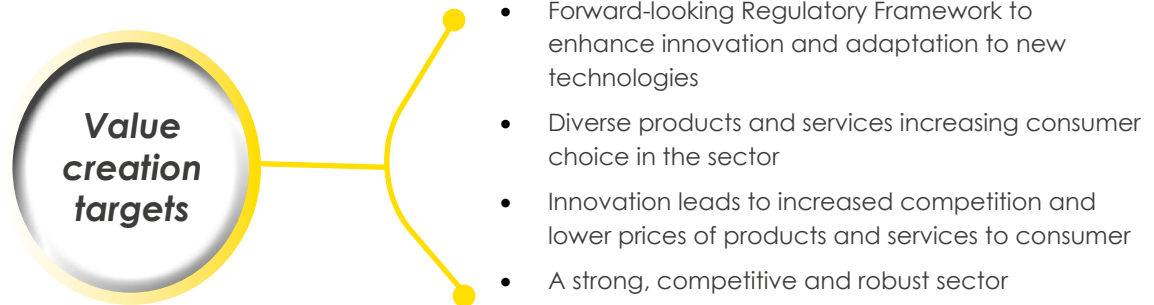 Value
creation
targets
• Forward-looking Regulatory Framework to
enhance innovation and adaptation to new
technologies
• Diverse products and services increasing consumer
choice in the sector
• Innovation leads to increased competition and
lower prices of products and services to consumer
• A strong, competitive and robust sector